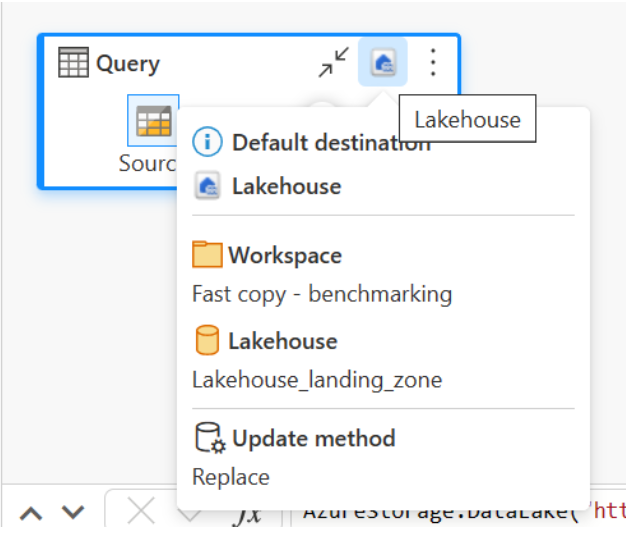 Query
Lakehouse
Default destination
Sourc
Lakehouse
Workspace
Fast copy - benchmarking
Lakehouse
Lakehouse_landing_zone
Update method
Replace
fx AzureStorage.DataLake("htt